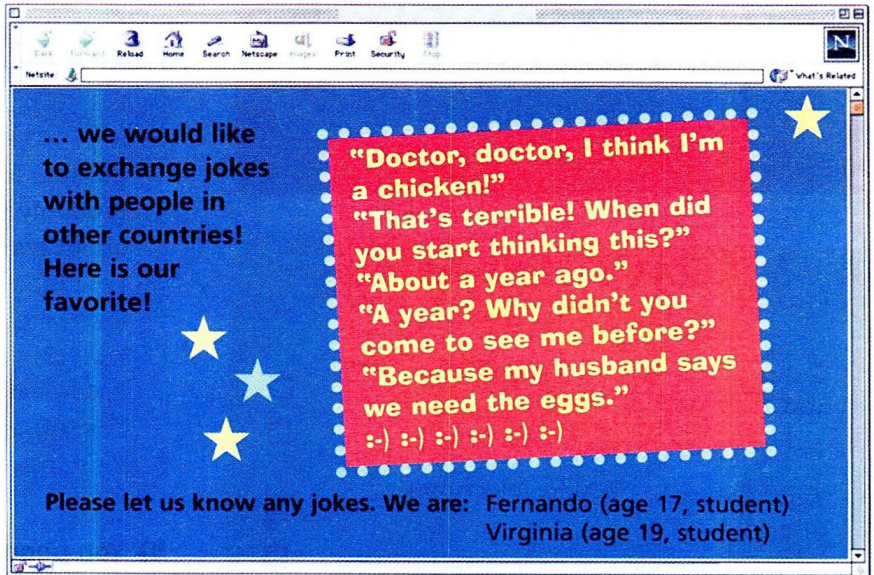 Back Forward Reload Home Search Netscape Images Print Security Stop
Netsite:
What's Related
... we would like
to exchange jokes
with people in
other countries!
Here is our
favorite!
“Doctor, doctor, I think I'm
a chicken!”
“That's terrible! When did
you start thinking this?”
“About a year ago.”
“A year? Why didn't you
come to see me before?”
“Because my husband says
we need the eggs.”
:-) :-) :-) :-) :-) :-)
Please let us know any jokes. We are: Fernando (age 17, student)
Virginia (age 19, student)